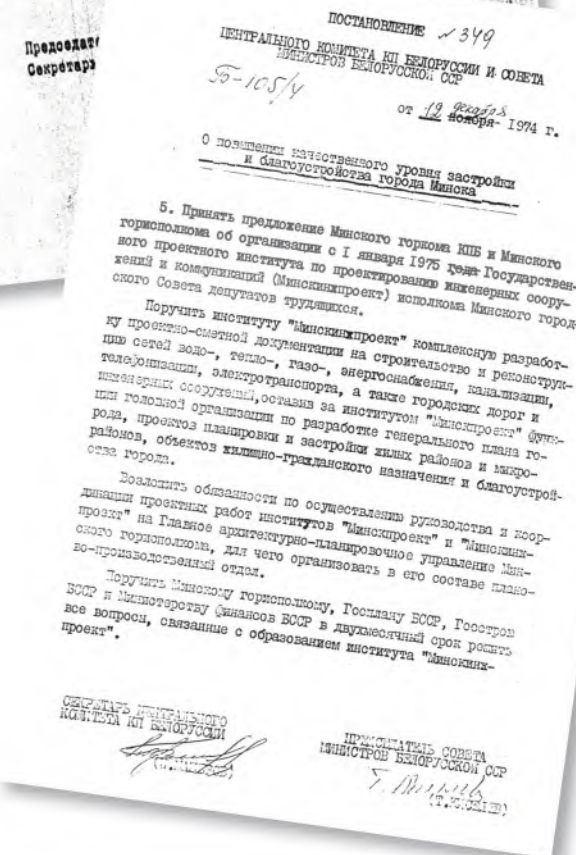 Председате
Секретарь
ПОСТАНОВЛЕНИЕ № 349
ЦЕНТРАЛЬНОГО КОМИТЕТА КП БЕЛОРУССИИ И СОВЕТА
МИНИСТРОВ БЕЛОРУССКОЙ ССР
Б-105/4
от 12 декабря ноября 1974 г.
О повышении качественного уровня застройки
и благоустройства города Минска
5. Принять предложение Минского горкома КПБ и Минского
горисполкома об организации с I января 1975 года Государствен-
ного проектного института по проектированию инженерных соору-
жений и коммуникаций (Минскинжпроект) исполкома Минского город-
ского Совета депутатов трудящихся.
Поручить институту "Минскинжпроект" комплексную разработ-
ку проектно-сметной документации на строительство и реконструк-
цию сетей водо-, тепло-, газо-, энергоснабжения, канализации,
телефонизации, электротранспорта, а также городских дорог и
инженерных сооружений, оставив за институтом "Минскпроект" функ-
ции головной организации по разработке генерального плана го-
рода, проектов планировки и застройки жилых районов и микро-
районов, объектов жилищно-гражданского назначения и благоустрой-
ства города.
Возложить обязанности по осуществлению руководства и коор-
динации проектных работ институтов "Минскпроект" и "Минскинж-
проэкт" на Главное архитектурно-планировочное управление Мин-
ского горисполкома, для чего организовать в его составе плано-
во-производственный отдел.
Поручить Минскому горисполкому, Госплану БССР, Госстрою
БССР и Министерству финансов БССР в двухмесячный срок решить
все вопросы, связанные с образованием института "Минскинж-
проект".
СЕКРЕТАРЬ ЦЕНТРАЛЬНОГО
КОМИТЕТА КП БЕЛОРУССИИ
ПРЕДСЕДАТЕЛЬ СОВЕТА
МИНИСТРОВ БЕЛОРУССКОЙ ССР
(Т.КИСЕЛЕВ)